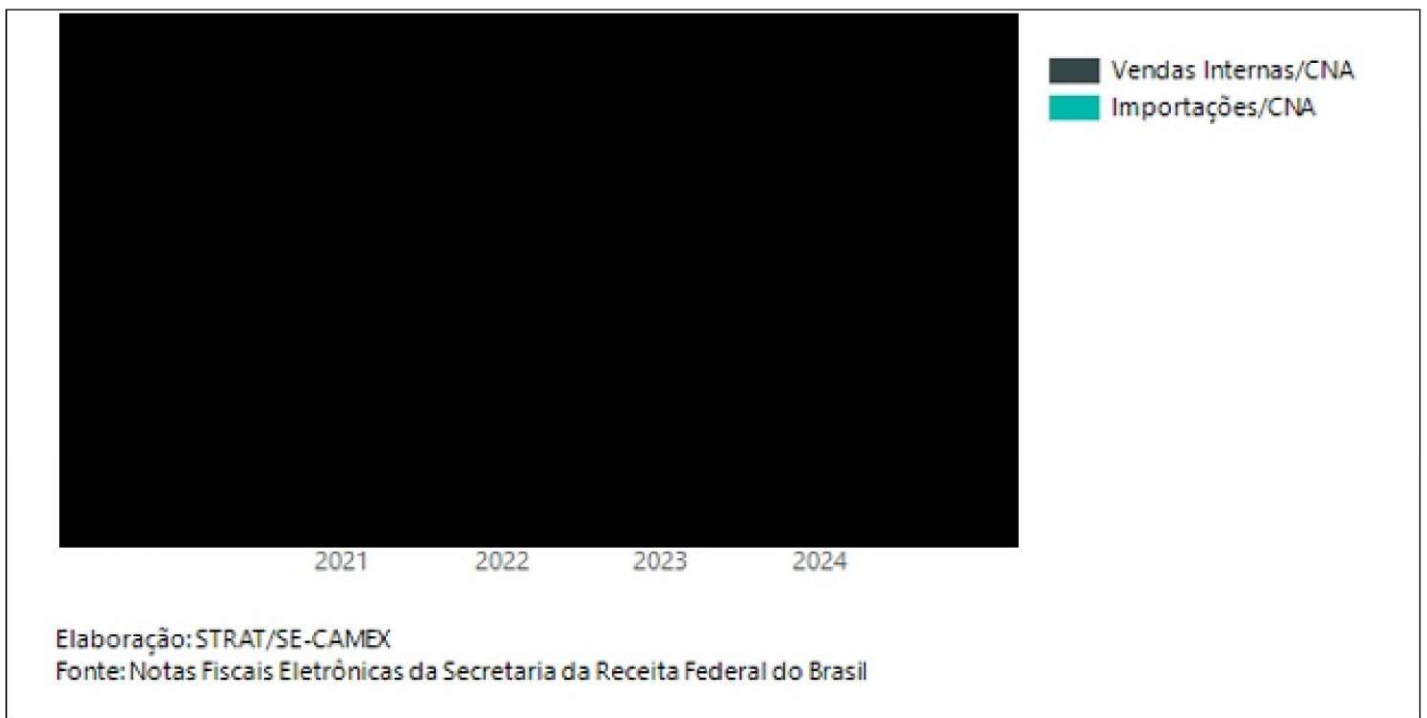 Vendas Internas/CNA
Importações/CNA
2021 2022 2023 2024
Elaboração: STRAT/SE-CAMEX
Fonte: Notas Fiscais Eletrônicas da Secretaria da Receita Federal do Brasil